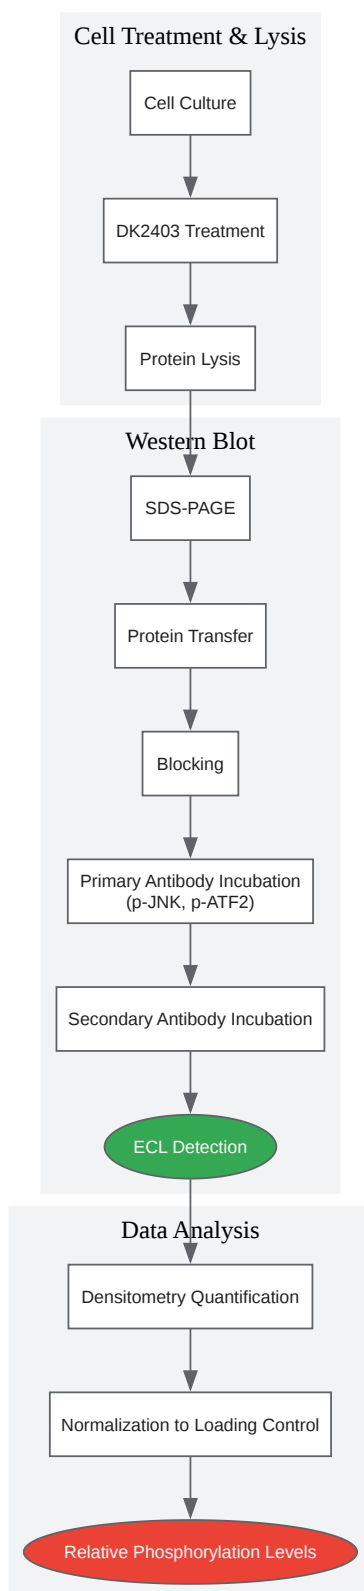 Cell Treatment & Lysis
Cell Culture
DK2403 Treatment
Protein Lysis
Western Blot
SDS-PAGE
Protein Transfer
Blocking
Primary Antibody Incubation
(p-JNK, p-ATF2)
Secondary Antibody Incubation
ECL Detection
Data Analysis
Densitometry Quantification
Normalization to Loading Control
Relative Phosphorylation Levels